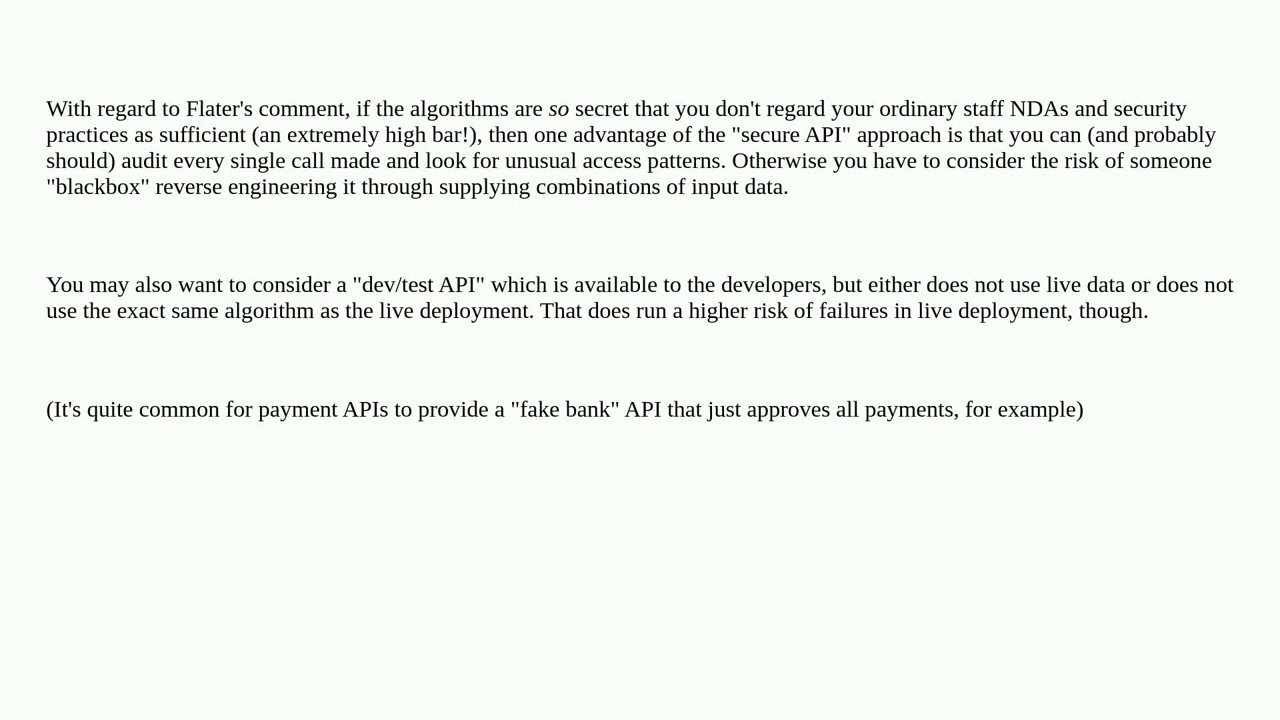 With regard to Flater's comment, if the algorithms are so secret that you don't regard your ordinary staff NDAs and security
practices as sufficient (an extremely high bar!), then one advantage of the "secure API" approach is that you can (and probably
should) audit every single call made and look for unusual access patterns. Otherwise you have to consider the risk of someone
"blackbox" reverse engineering it through supplying combinations of input data.
You may also want to consider a "dev/test API" which is available to the developers, but either does not use live data or does not
use the exact same algorithm as the live deployment. That does run a higher risk of failures in live deployment, though.
(It's quite common for payment APIs to provide a "fake bank" API that just approves all payments, for example)